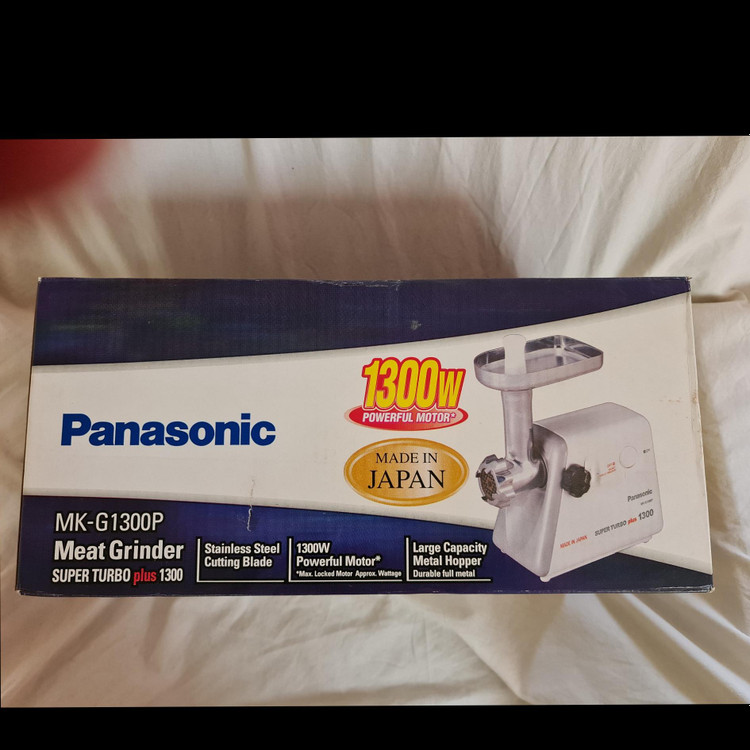 1300W
POWERFUL MOTOR*
Panasonic
MADE IN
JAPAN
MK-G1300P
Meat Grinder
SUPER TURBO plus 1300
Stainless Steel
Cutting Blade
1300W
Powerful Motor*
*Max. Locked Motor Approx. Wattage
Large Capacity
Metal Hopper
Durable full metal
Panasonic
SUPER TURBO plus 1300
MADE IN JAPAN